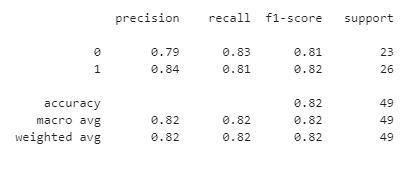 precision recall f1-score support
0 0.79 0.83 0.81 23
1 0.84 0.81 0.82 26
accuracy 0.82 49
macro avg 0.82 0.82 0.82 49
weighted avg 0.82 0.82 0.82 49